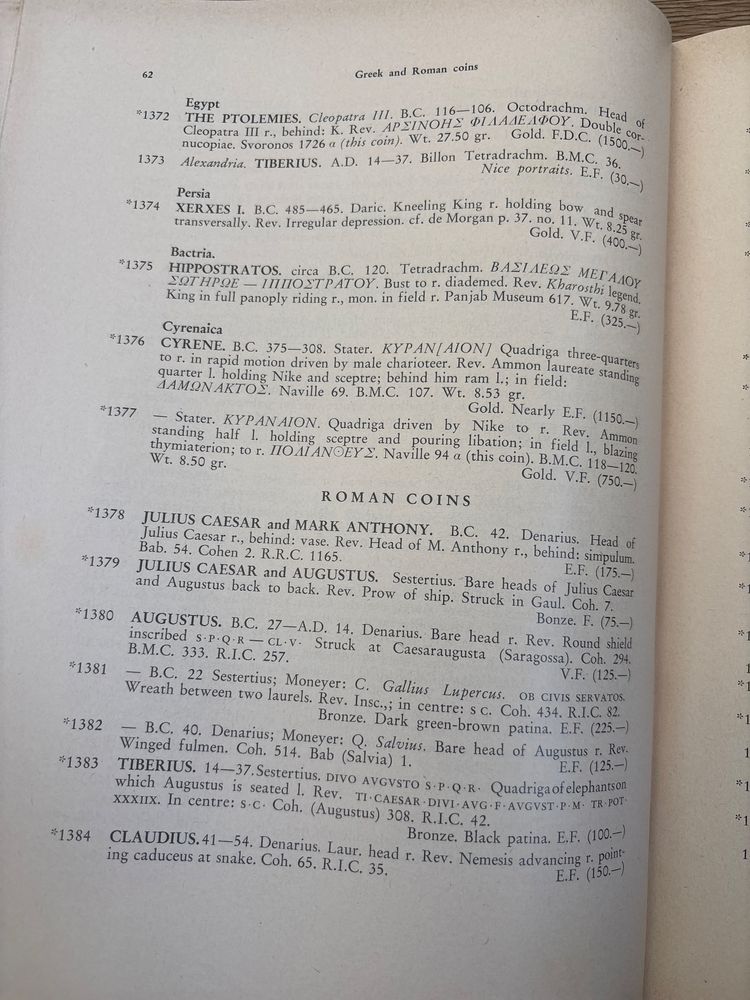 62
Greek and Roman coins
Egypt
*1372 THE PTOLEMIES. Cleopatra III. B.C. 116—106. Octodrachm. Head of
Cleopatra III r., behind: K. Rev. ΑΡΣΙΝΟΗΣ ΦΙΛΑΔΕΛΦΟΥ. Double cor-
nucopiae. Svoronos 1726 α (this coin). Wt. 27.50 gr. Gold. F.D.C. (1500.—)
1373 Alexandria. TIBERIUS. A.D. 14—37. Billon Tetradrachm. B.M.C. 36.
Nice portraits. E.F. (30.—)
Persia
*1374 XERXES I. B.C. 485—465. Daric. Kneeling King r. holding bow and spear
transversally. Rev. Irregular depression. cf. de Morgan p. 37. no. 11. Wt. 8.25 gr.
Gold. V.F. (400.—)
Bactria.
*1375 HIPPOSTRATOS. circa B.C. 120. Tetradrachm. ΒΑΣΙΛΕΩΣ ΜΕΓΑΛΟΥ
ΣΩΤΗΡΩΕ — ΙΠΠΟΣΤΡΑΤΟΥ. Bust to r. diademed. Rev. Kharosthi legend.
King in full panoply riding r., mon. in field r. Panjab Museum 617. Wt. 9.78 gr.
E.F. (325.—)
Cyrenaica
*1376 CYRENE. B.C. 375—308. Stater. ΚΥΡΑΝ[ΑΙΟΝ] Quadriga three-quarters
to r. in rapid motion driven by male charioteer. Rev. Ammon laureate standing
quarter l. holding Nike and sceptre; behind him ram l.; in field:
ΔΑΜΩΝΑΚΤΟΣ. Naville 69. B.M.C. 107. Wt. 8.53 gr.
Gold. Nearly E.F. (1150.—)
*1377 — Stater. ΚΥΡΑΝΑΙΟΝ. Quadriga driven by Nike to r. Rev. Ammon
standing half l. holding sceptre and pouring libation; in field l., blazing
thymiaterion; to r. ΠΟΛΙΑΝΘΕΥΣ. Naville 94 α (this coin). B.M.C. 118—120.
Wt. 8.50 gr. Gold. V.F. (750.—)
ROMAN COINS
*1378 JULIUS CAESAR and MARK ANTHONY. B.C. 42. Denarius. Head of
Julius Caesar r., behind: vase. Rev. Head of M. Anthony r., behind: simpulum.
Bab. 54. Cohen 2. R.R.C. 1165. E.F. (175.—)
*1379 JULIUS CAESAR and AUGUSTUS. Sestertius. Bare heads of Julius Caesar
and Augustus back to back. Rev. Prow of ship. Struck in Gaul. Coh. 7.
Bonze. F. (75.—)
*1380 AUGUSTUS. B.C. 27—A.D. 14. Denarius. Bare head r. Rev. Round shield
inscribed S·P·Q·R — CL·V· Struck at Caesaraugusta (Saragossa). Coh. 294.
B.M.C. 333. R.I.C. 257. V.F. (125.—)
*1381 — B.C. 22 Sestertius; Moneyer: C. Gallius Lupercus. OB CIVIS SERVATOS.
Wreath between two laurels. Rev. Insc.,; in centre: S C. Coh. 434. R.I.C. 82.
Bronze. Dark green-brown patina. E.F. (225.—)
*1382 — B.C. 40. Denarius; Moneyer: Q. Salvius. Bare head of Augustus r. Rev.
Winged fulmen. Coh. 514. Bab (Salvia) 1. E.F. (125.—)
*1383 TIBERIUS. 14—37. Sestertius. DIVO AVGVSTO S·P·Q·R· Quadriga of elephants on
which Augustus is seated l. Rev. TI·CAESAR·DIVI·AVG·F·AVGVST·P·M· TR·POT·
XXXIIX. In centre: S·C· Coh. (Augustus) 308. R.I.C. 42.
Bronze. Black patina. E.F. (100.—)
*1384 CLAUDIUS. 41—54. Denarius. Laur. head r. Rev. Nemesis advancing r. point-
ing caduceus at snake. Coh. 65. R.I.C. 35. E.F. (150.—)